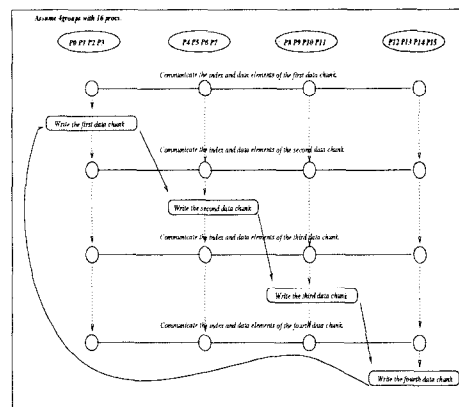 Assume 4groups with 16 procs.
P0 P1 P2 P3
P4 P5 P6 P7
P8 P9 P10 P11
P12 P13 P14 P15
Communicate the index and data elements of the first data chunk.
Write the first data chunk
Communicate the index and data elements of the second data chunk
Write the second data chunk
Communicate the index and data elements of the third data chunk.
Write the third data chunk
Communicate the index and data elements of the fourth data chunk
Write the fourth data chunk